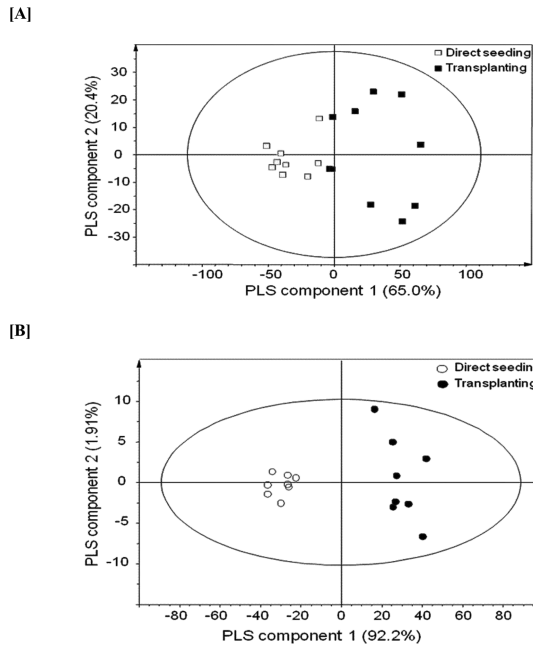 [A]
Direct seeding
Transplanting
30
20
10
0
-10
-20
-30
PLS component 2 (20.4%)
-100 -50 0 50 100
PLS component 1 (65.0%)
[B]
Direct seeding
Transplanting
10
5
0
-5
-10
PLS component 2 (1.91%)
-80 -60 -40 -20 0 20 40 60 80
PLS component 1 (92.2%)